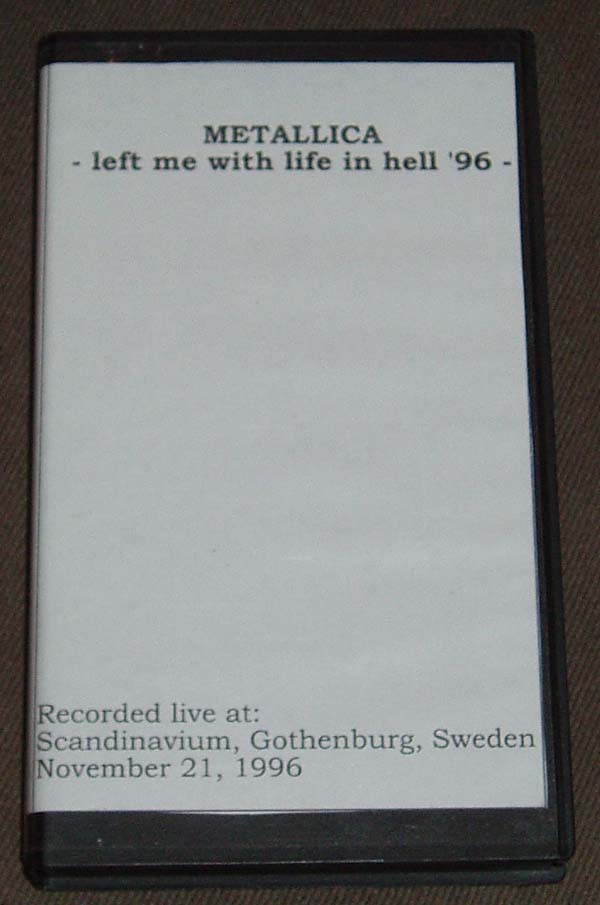 METALLICA
- left me with life in hell '96 -
Recorded live at:
Scandinavium, Gothenburg, Sweden
November 21, 1996